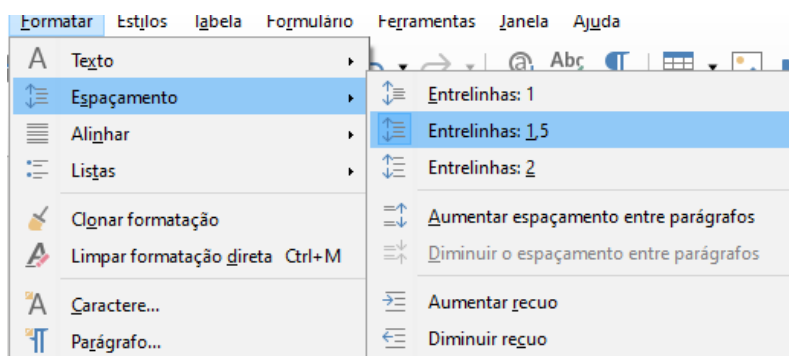 Formatar Estilos Tabela Formulário Ferramentas Janela Ajuda
Texto
Espaçamento
Alinhar
Listas
Clonar formatação
Limpar formatação direta Ctrl+M
Caractere...
Parágrafo...
Abç
Entrelinhas: 1
Entrelinhas: 1,5
Entrelinhas: 2
Aumentar espaçamento entre parágrafos
Diminuir o espaçamento entre parágrafos
Aumentar recuo
Diminuir recuo